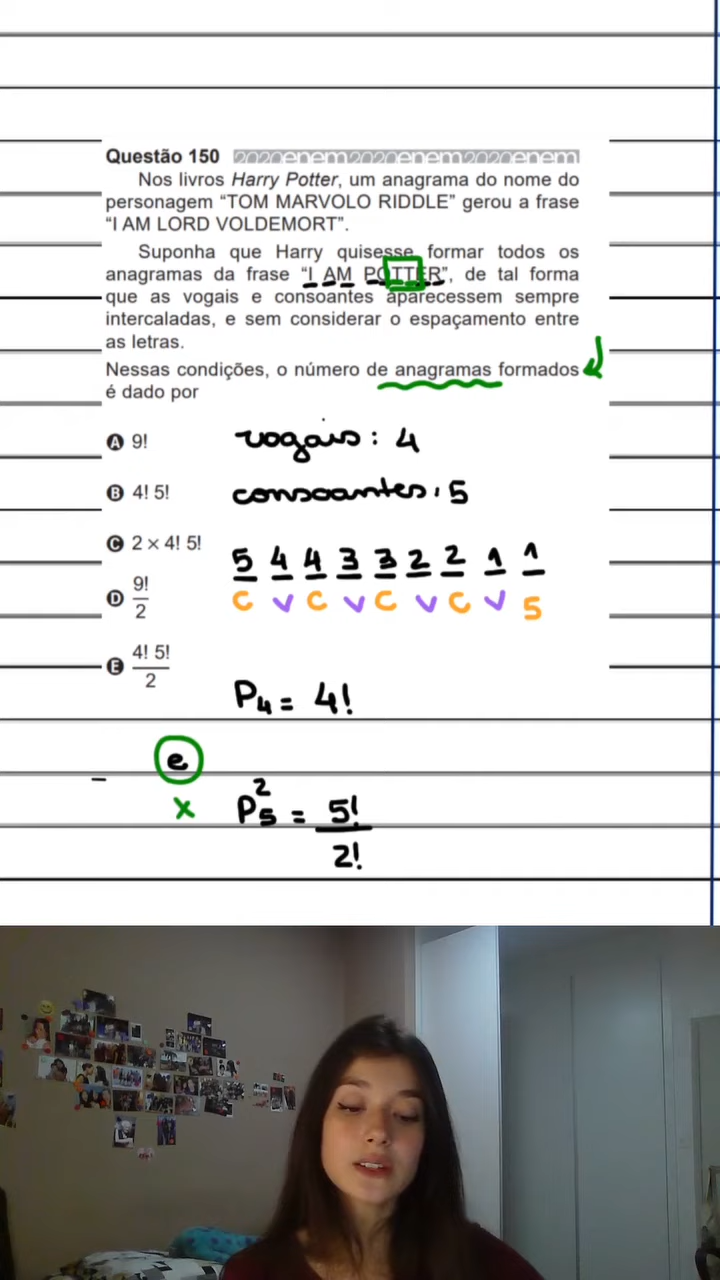 Questão 150 2020enem2020enem2020enem
Nos livros Harry Potter, um anagrama do nome do
personagem “TOM MARVOLO RIDDLE” gerou a frase
“I AM LORD VOLDEMORT”.
Suponha que Harry quisesse formar todos os
anagramas da frase “I AM POTTER”, de tal forma
que as vogais e consoantes aparecessem sempre
intercaladas, e sem considerar o espaçamento entre
as letras.
Nessas condições, o número de anagramas formados
é dado por
A 9!
vogais: 4
B 4! 5!
consoantes: 5
C 2 × 4! 5!
5 4 4 3 3 2 2 1 1
C V C V C V C V 5
D 9!/2
E 4! 5!/2
P4 = 4!
e
x P5² = 5!/2!